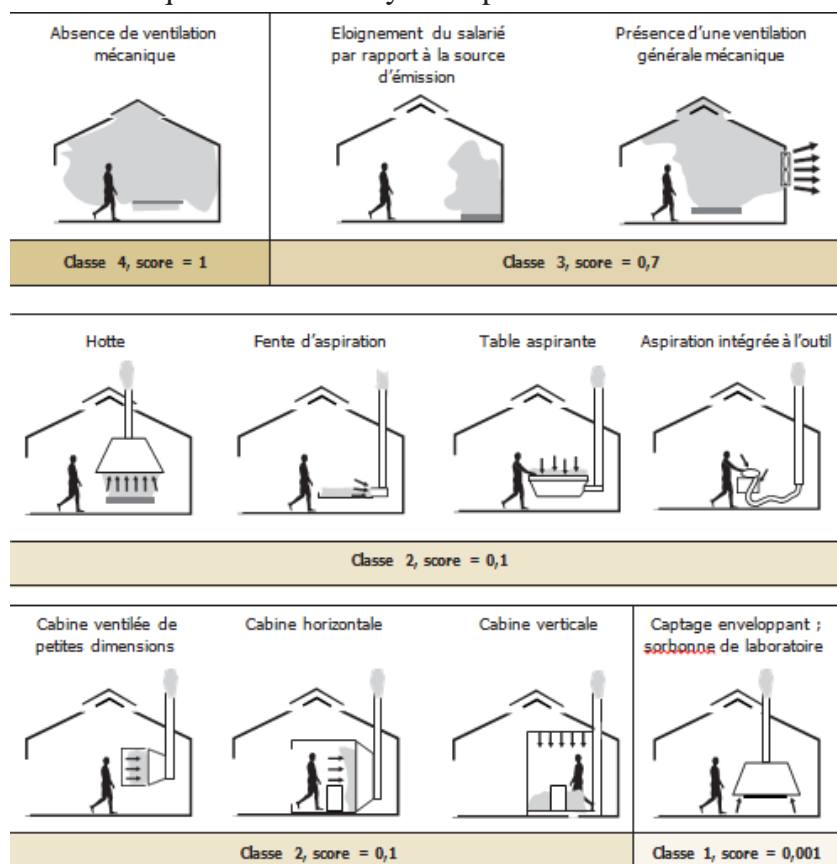 Absence de ventilation
mécanique
Eloignement du salarié
par rapport à la source
d'émission
Présence d'une ventilation
générale mécanique
Classe 4, score = 1
Classe 3, score = 0,7
Hotte
Fente d'aspiration
Table aspirante
Aspiration intégrée à l'outil
Classe 2, score = 0,1
Cabine ventilée de
petites dimensions
Cabine horizontale
Cabine verticale
Captage enveloppant ;
sorbonne de laboratoire
Classe 2, score = 0,1
Classe 1, score = 0,001